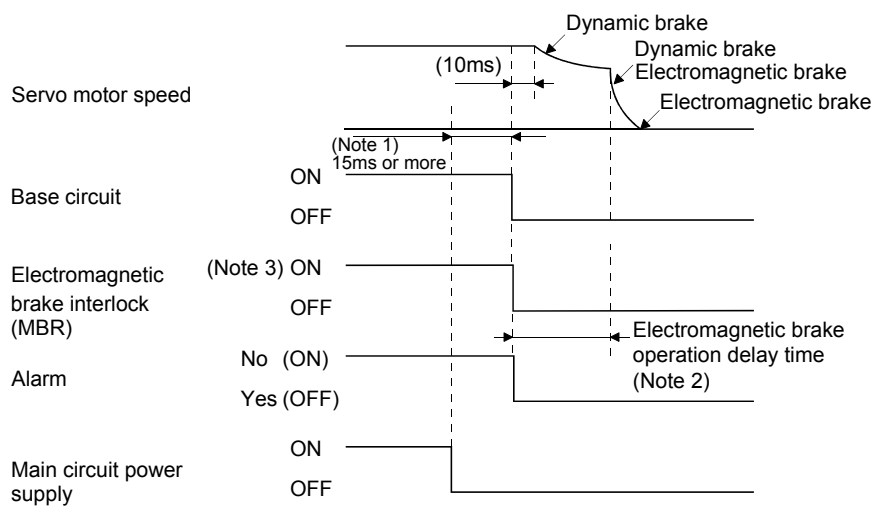 Dynamic brake
Dynamic brake
Electromagnetic brake
(10ms)
Servo motor speed
Electromagnetic brake
(Note 1)
15ms or more
ON
Base circuit
OFF
Electromagnetic
brake interlock
(MBR)
(Note 3) ON
OFF
Electromagnetic brake
operation delay time
(Note 2)
Alarm
No (ON)
Yes (OFF)
Main circuit power
supply
ON
OFF